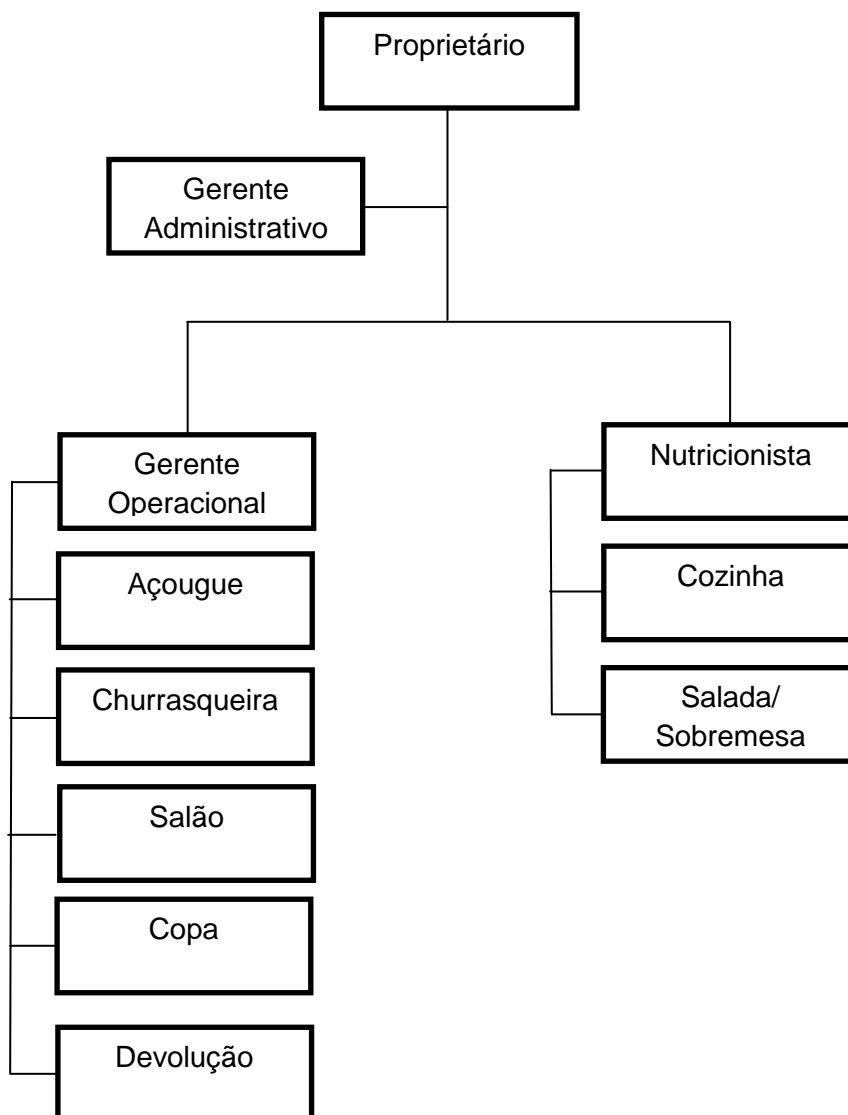 Proprietário
Gerente
Administrativo
Gerente
Operacional
Açougue
Churrasqueira
Salão
Copa
Devolução
Nutricionista
Cozinha
Salada/
Sobremesa